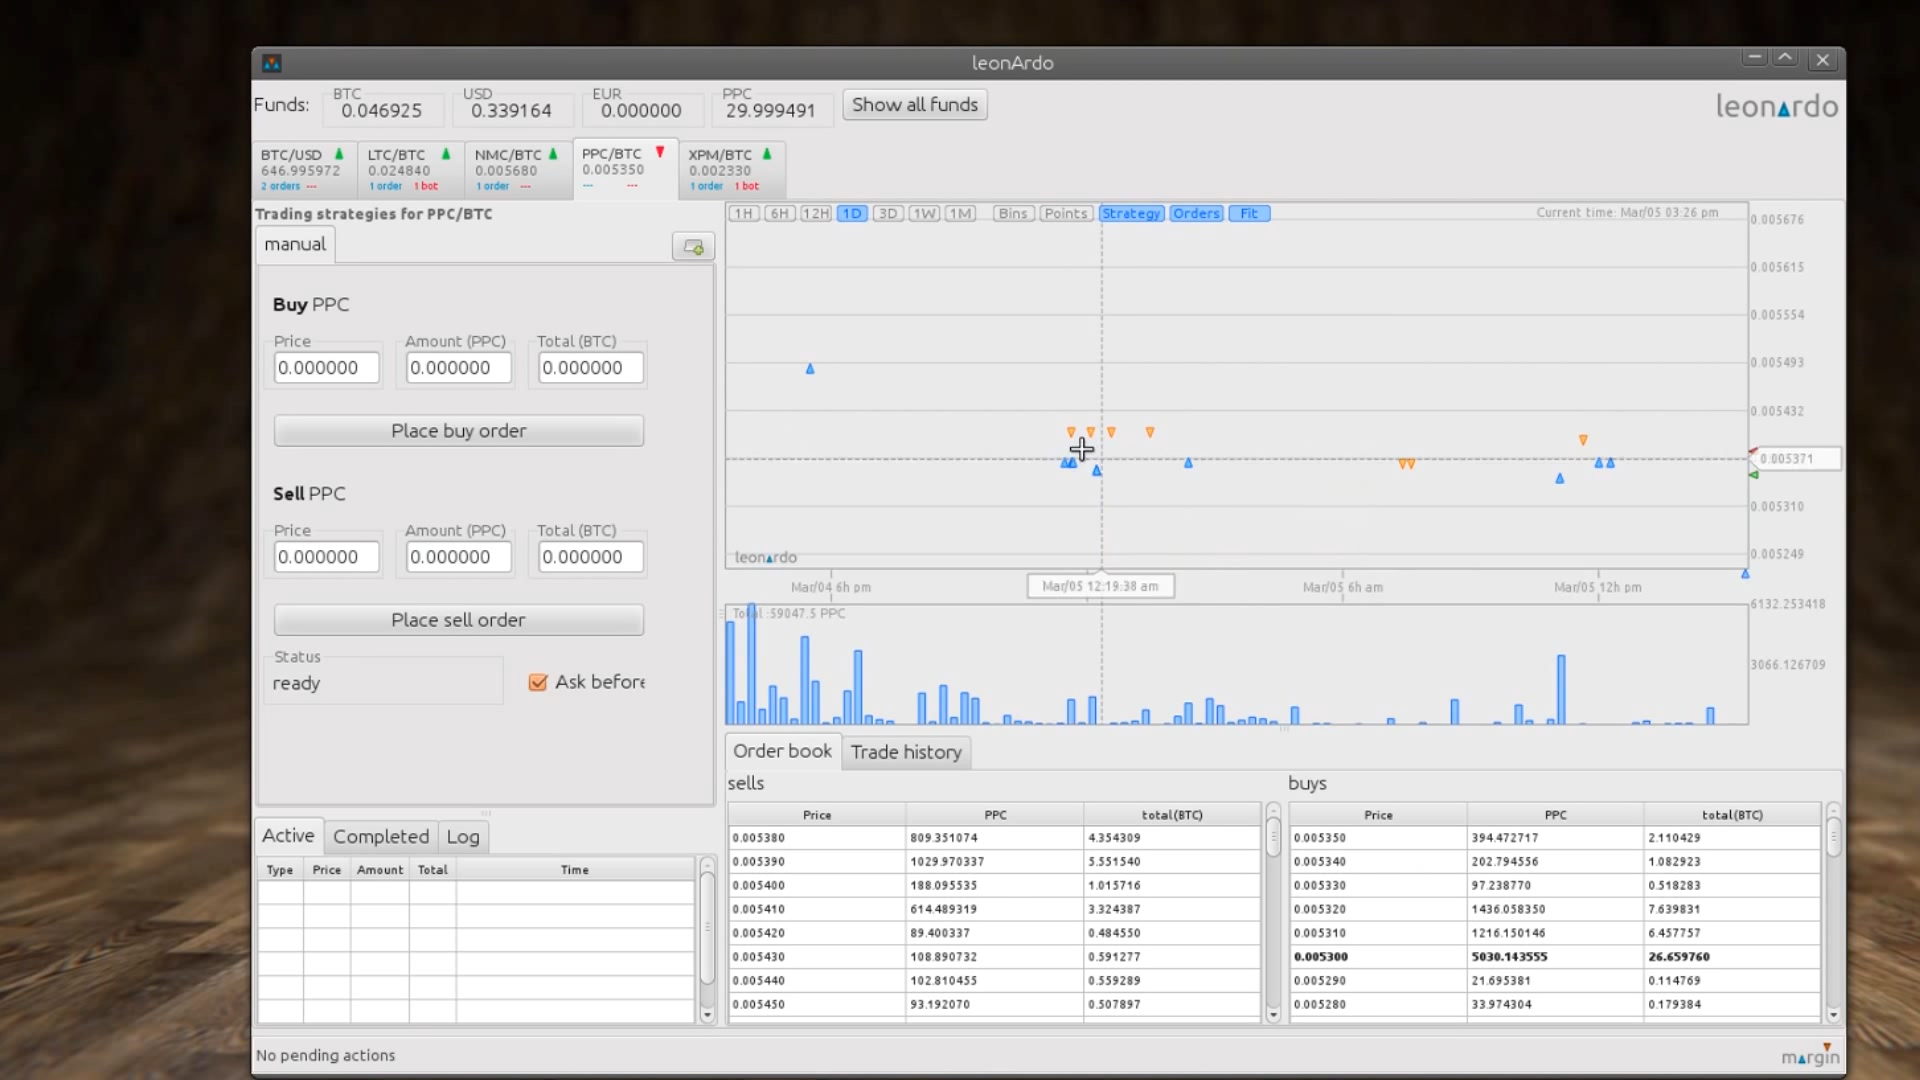 leonArdo
Funds:
BTC
0.046925
USD
0.339164
EUR
0.000000
PPC
29.999491
Show all funds
leonardo
BTC/USD
646.995972
2 orders ---
LTC/BTC
0.024840
1 order 1 bot
NMC/BTC
0.005680
1 order ---
PPC/BTC
0.005350
--- ---
XPM/BTC
0.002330
1 order 1 bot
Trading strategies for PPC/BTC
manual
Buy PPC
Price Amount (PPC) Total (BTC)
0.000000 0.000000 0.000000
Place buy order
Sell PPC
Price Amount (PPC) Total (BTC)
0.000000 0.000000 0.000000
Place sell order
Status
ready
Ask before
1H 6H 12H 1D 3D 1W 1M Bins Points Strategy Orders Fit
Current time: Mar/05 03:26 pm
0.005676
0.005615
0.005554
0.005493
0.005432
0.005371
0.005310
0.005249
leonardo
Mar/04 6h pm Mar/05 12:19:38 am Mar/05 6h am Mar/05 12h pm
Total :59047.5 PPC
6132.253418
3066.126709
Active Completed Log
Type Price Amount Total Time
Order book Trade history
sells
Price PPC total(BTC)
0.005380 809.351074 4.354309
0.005390 1029.970337 5.551540
0.005400 188.095535 1.015716
0.005410 614.489319 3.324387
0.005420 89.400337 0.484550
0.005430 108.890732 0.591277
0.005440 102.810455 0.559289
0.005450 93.192070 0.507897
buys
Price PPC total(BTC)
0.005350 394.472717 2.110429
0.005340 202.794556 1.082923
0.005330 97.238770 0.518283
0.005320 1436.058350 7.639831
0.005310 1216.150146 6.457757
0.005300 5030.143555 26.659760
0.005290 21.695381 0.114769
0.005280 33.974304 0.179384
No pending actions
margin